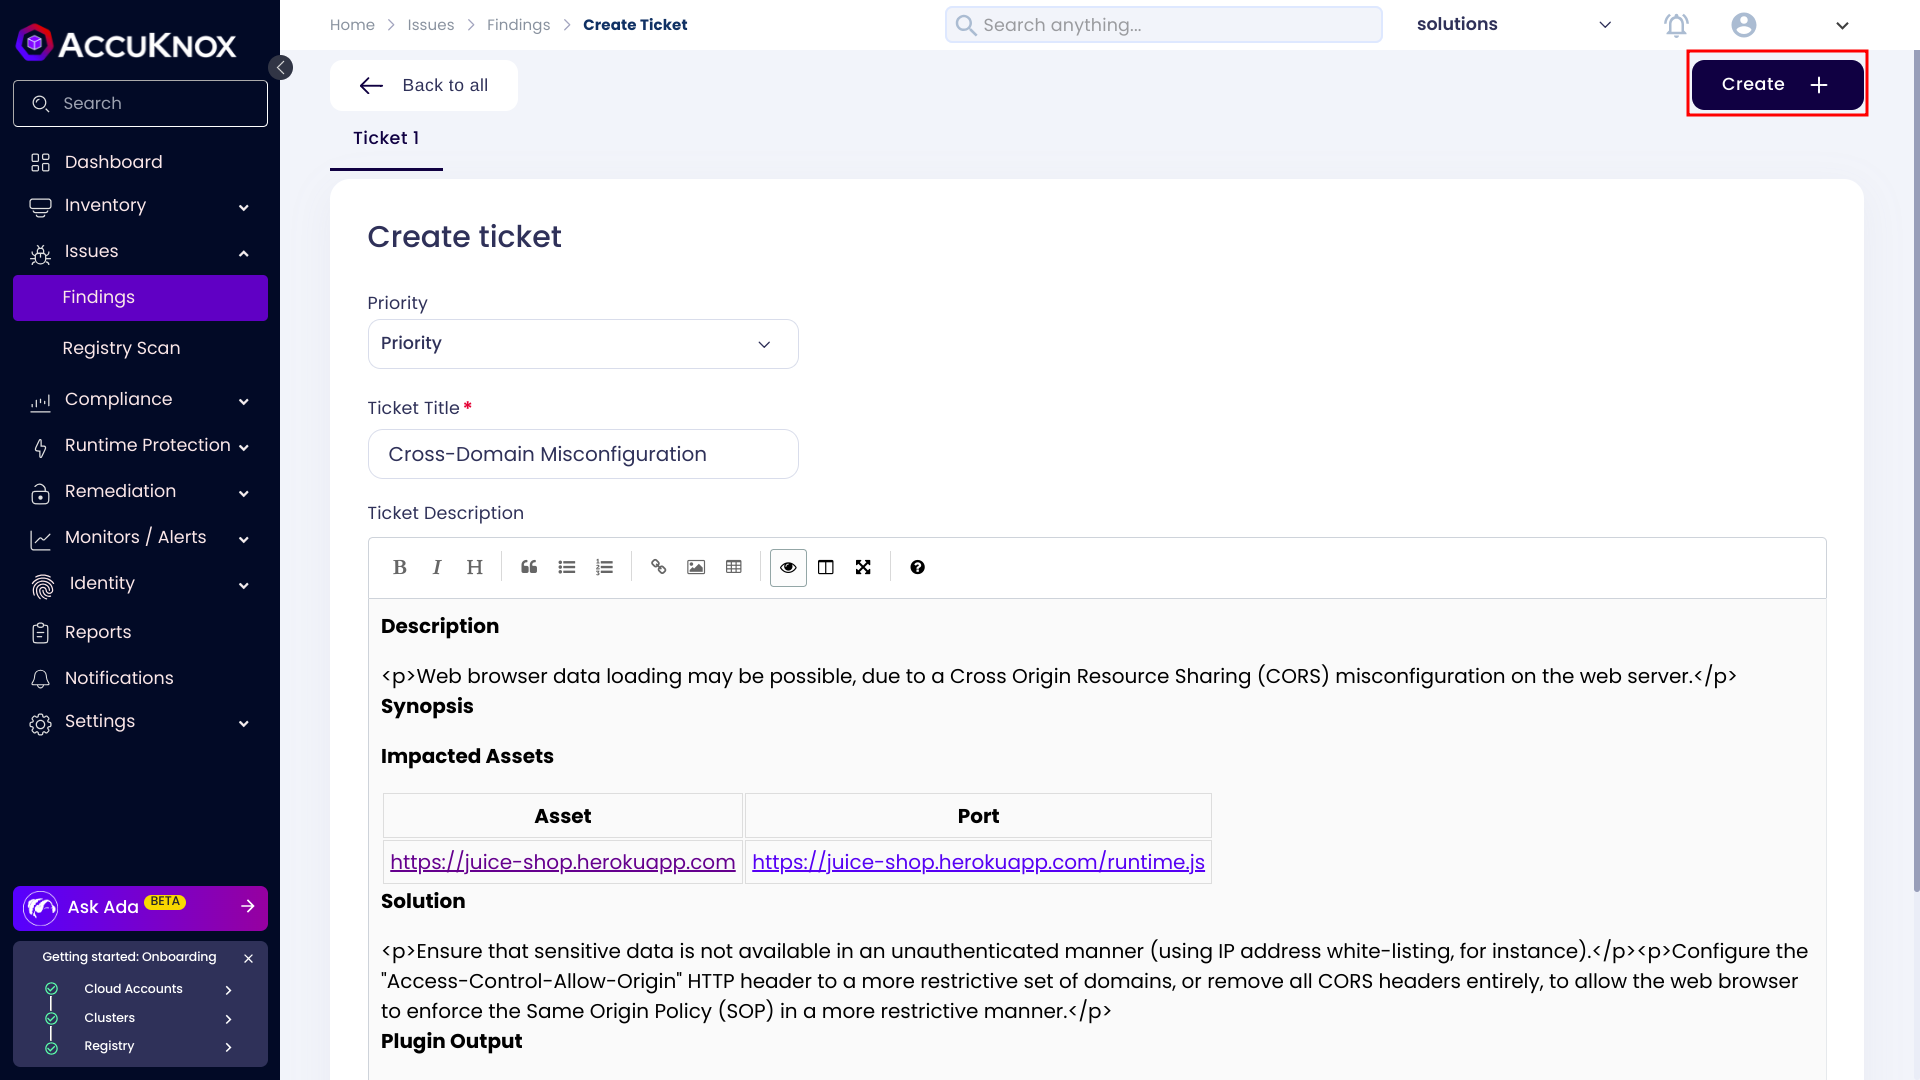 ACCUKNOX
Search
Dashboard
Inventory
Issues
Findings
Registry Scan
Compliance
Runtime Protection
Remediation
Monitors / Alerts
Identity
Reports
Notifications
Settings
Ask Ada BETA
Getting started: Onboarding
Cloud Accounts
Clusters
Registry
Home > Issues > Findings > Create Ticket
Search anything...
solutions
Back to all
Create +
Ticket 1
Create ticket
Priority
Priority
Ticket Title*
Cross-Domain Misconfiguration
Ticket Description
B I H
Description
<p>Web browser data loading may be possible, due to a Cross Origin Resource Sharing (CORS) misconfiguration on the web server.</p>
Synopsis
Impacted Assets
Asset Port
https://juice-shop.herokuapp.com https://juice-shop.herokuapp.com/runtime.js
Solution
<p>Ensure that sensitive data is not available in an unauthenticated manner (using IP address white-listing, for instance).</p><p>Configure the
"Access-Control-Allow-Origin" HTTP header to a more restrictive set of domains, or remove all CORS headers entirely, to allow the web browser
to enforce the Same Origin Policy (SOP) in a more restrictive manner.</p>
Plugin Output